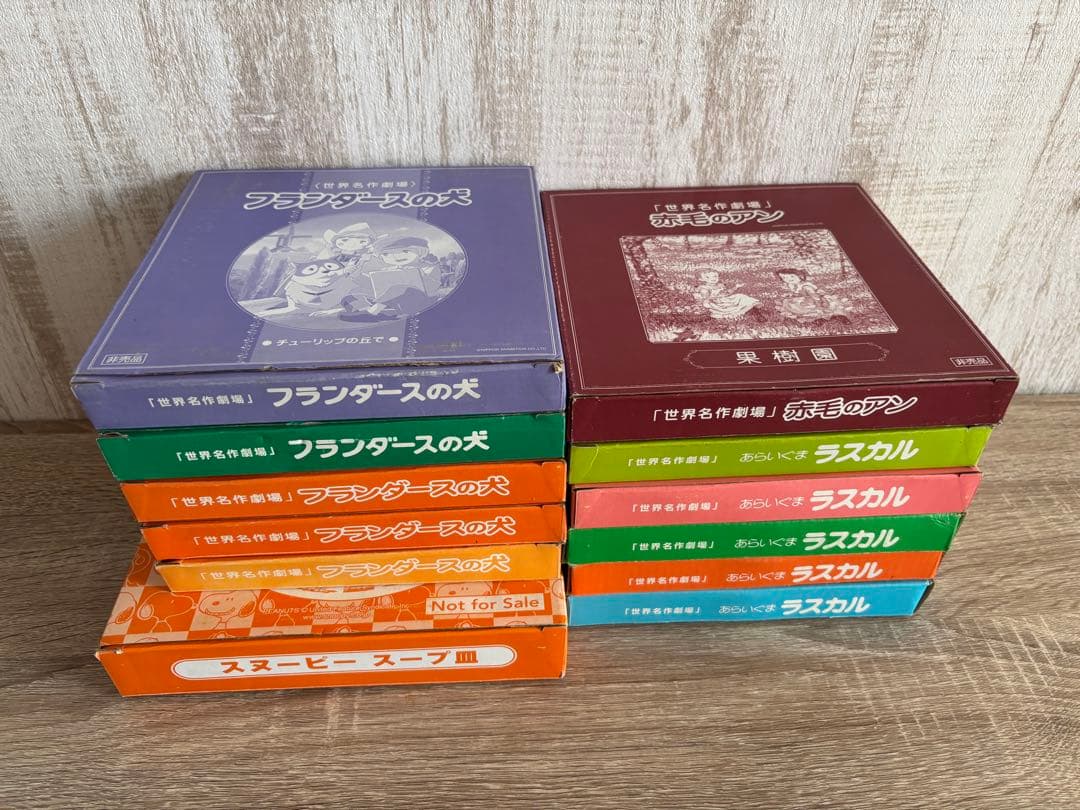 〈世界名作劇場〉
フランダースの犬
● チューリップの丘で ●
非売品
「世界名作劇場」 フランダースの犬
「世界名作劇場」 フランダースの犬
「世界名作劇場」 フランダースの犬
「世界名作劇場」 フランダースの犬
「世界名作劇場」 フランダースの犬
Not for Sale
スヌーピー スープ皿
「世界名作劇場」
赤毛のアン
果樹園
非売品
「世界名作劇場」 赤毛のアン
「世界名作劇場」 あらいぐま ラスカル
「世界名作劇場」 あらいぐま ラスカル
「世界名作劇場」 あらいぐま ラスカル
「世界名作劇場」 あらいぐま ラスカル
「世界名作劇場」 あらいぐま ラスカル